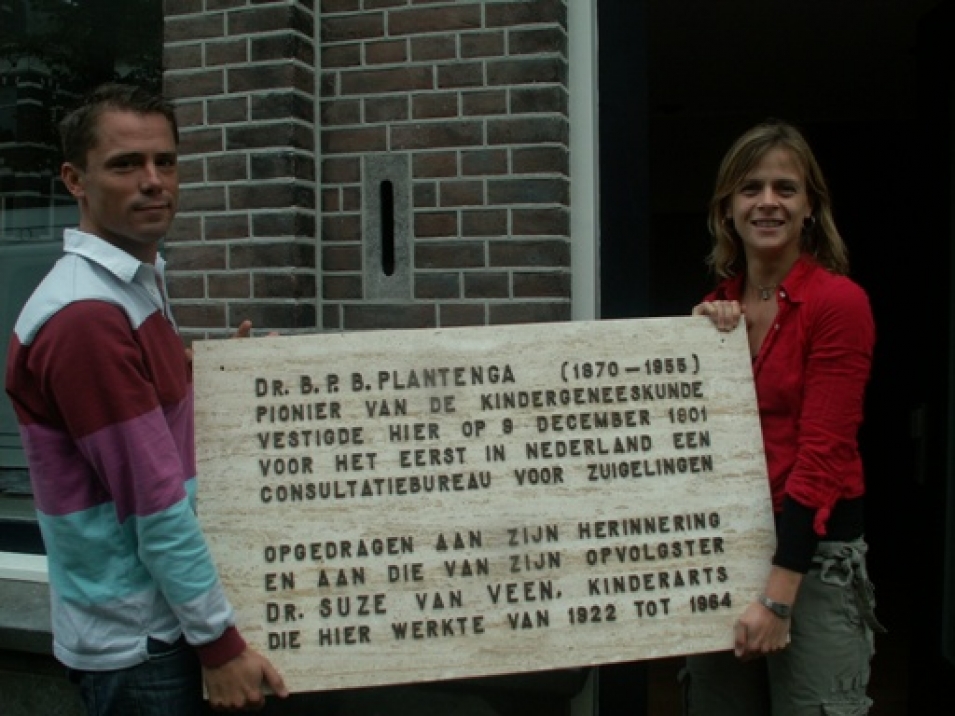 DR. B. P. B. PLANTENGA (1870-1955)
PIONIER VAN DE KINDERGENEESKUNDE
VESTIGDE HIER OP 9 DECEMBER 1901
VOOR HET EERST IN NEDERLAND EEN
CONSULTATIEBUREAU VOOR ZUIGELINGEN
OPGEDRAGEN AAN ZIJN HERINNERING
EN AAN DIE VAN ZIJN OPVOLGSTER
DR. SUZE VAN VEEN, KINDERARTS
DIE HIER WERKTE VAN 1922 TOT 1964